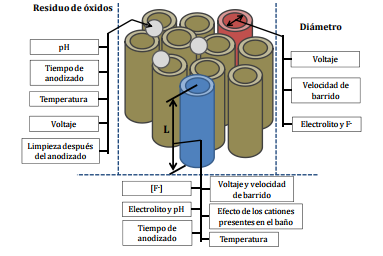 Residuo de óxidos
pH
Tiempo de
anodizado
Temperatura
Voltaje
Limpieza después
del anodizado
Diámetro
Voltaje
Velocidad de
barrido
Electrolito y F-
L
[F-]
Electrolito y pH
Tiempo de
anodizado
Voltaje y velocidad
de barrido
Efecto de los cationes
presentes en el baño
Temperatura